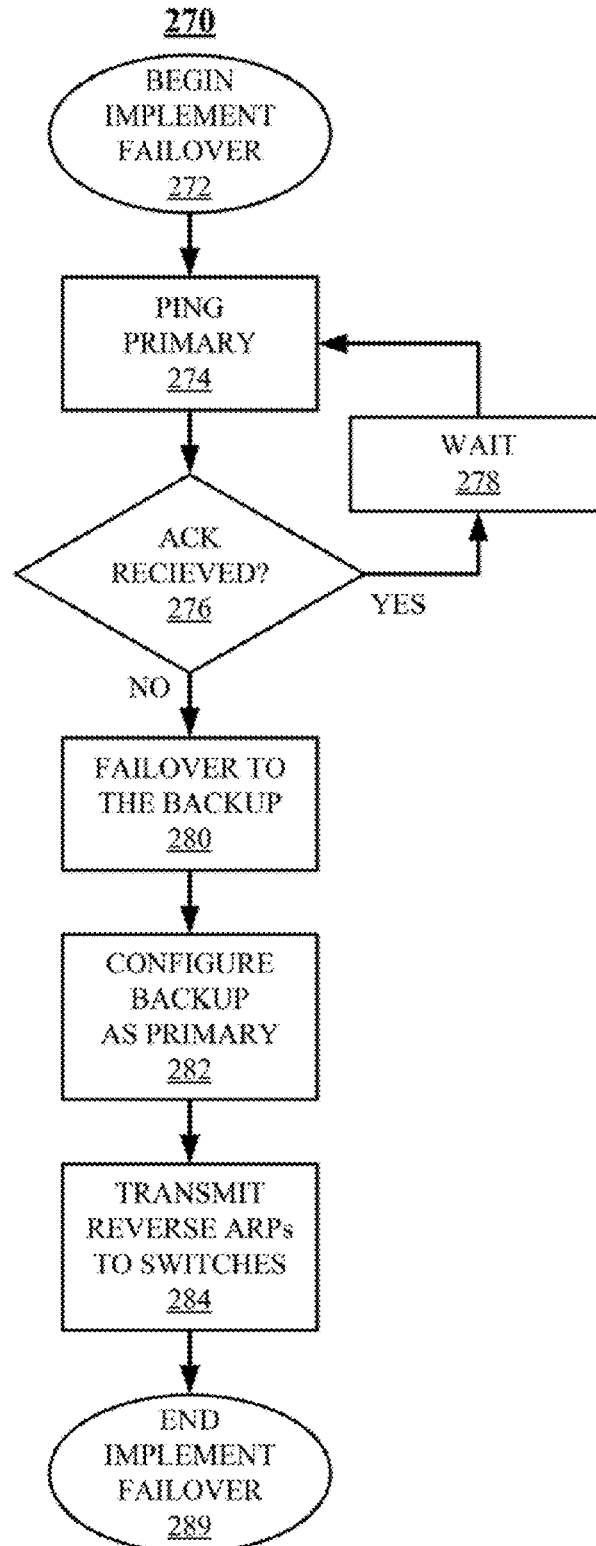 270
BEGIN
IMPLEMENT
FAILOVER
272
PING
PRIMARY
274
WAIT
278
ACK
RECIEVED?
276
YES
NO
FAILOVER TO
THE BACKUP
280
CONFIGURE
BACKUP
AS PRIMARY
282
TRANSMIT
REVERSE ARPs
TO SWITCHES
284
END
IMPLEMENT
FAILOVER
289